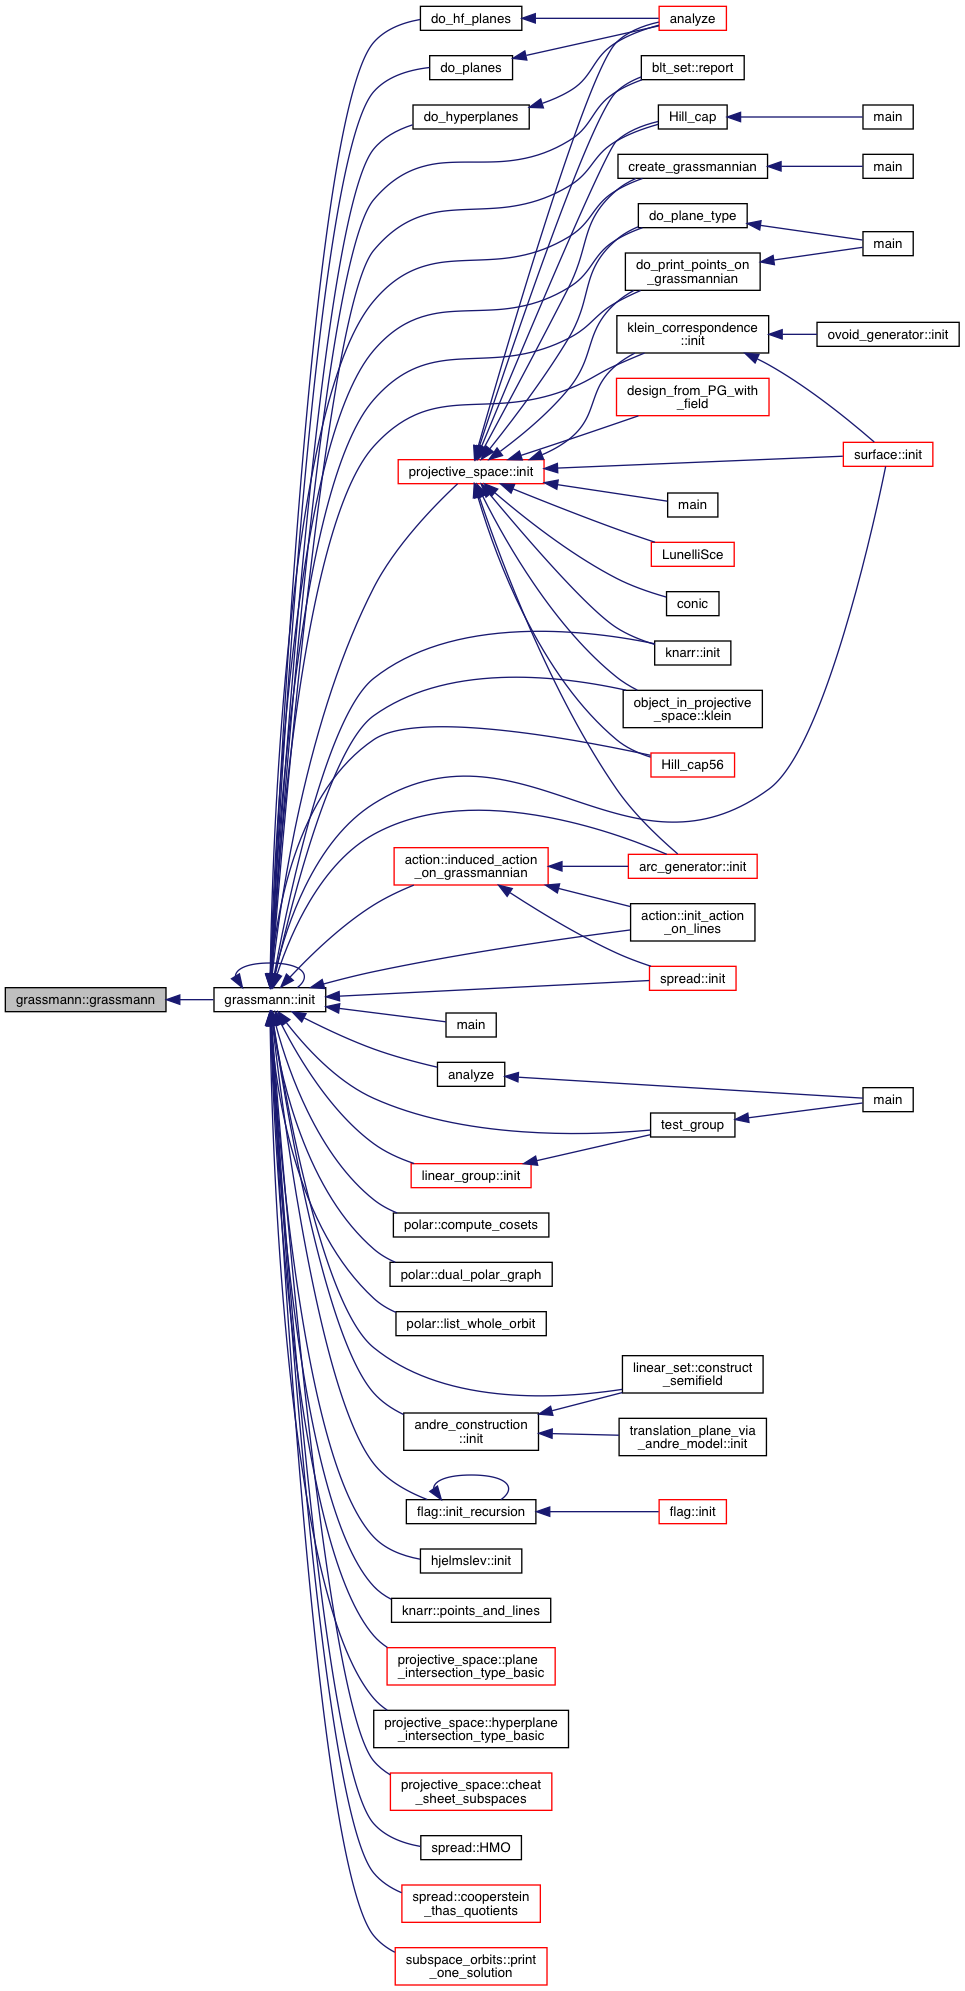 do_hf_planes
analyze
do_planes
blt_set::report
do_hyperplanes
Hill_cap
main
create_grassmannian
main
do_plane_type
main
do_print_points_on
_grassmannian
klein_correspondence
::init
ovoid_generator::init
design_from_PG_with
_field
surface::init
projective_space::init
main
LunelliSce
conic
knarr::init
object_in_projective
_space::klein
Hill_cap56
action::induced_action
_on_grassmannian
arc_generator::init
action::init_action
_on_lines
spread::init
grassmann::grassmann
grassmann::init
main
analyze
main
test_group
linear_group::init
polar::compute_cosets
polar::dual_polar_graph
polar::list_whole_orbit
linear_set::construct
_semifield
andre_construction
::init
translation_plane_via
_andre_model::init
flag::init_recursion
flag::init
hjelmslev::init
knarr::points_and_lines
projective_space::plane
_intersection_type_basic
projective_space::hyperplane
_intersection_type_basic
projective_space::cheat
_sheet_subspaces
spread::HMO
spread::cooperstein
_thas_quotients
subspace_orbits::print
_one_solution